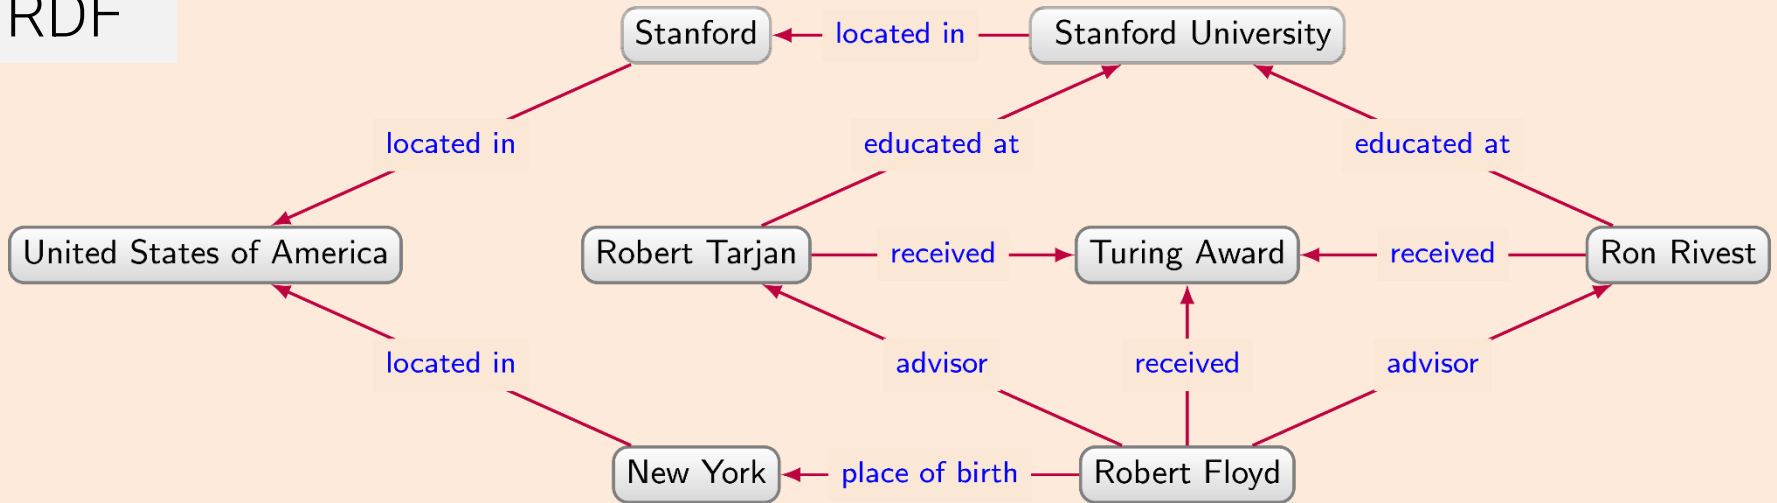 RDF
Stanford located in Stanford University
located in educated at educated at
United States of America Robert Tarjan received Turing Award received Ron Rivest
located in advisor received advisor
New York place of birth Robert Floyd